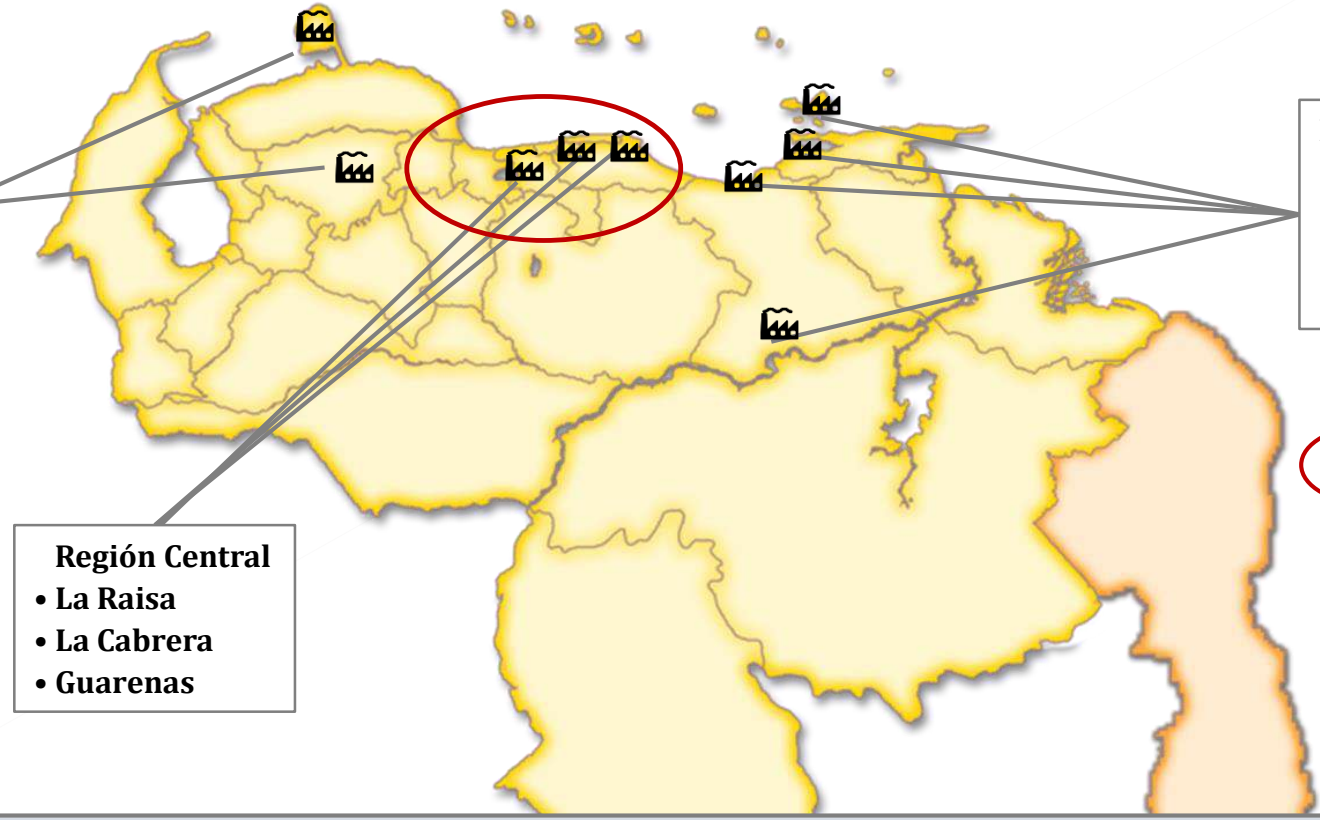 Región Central
• La Raisa
• La Cabrera
• Guarenas